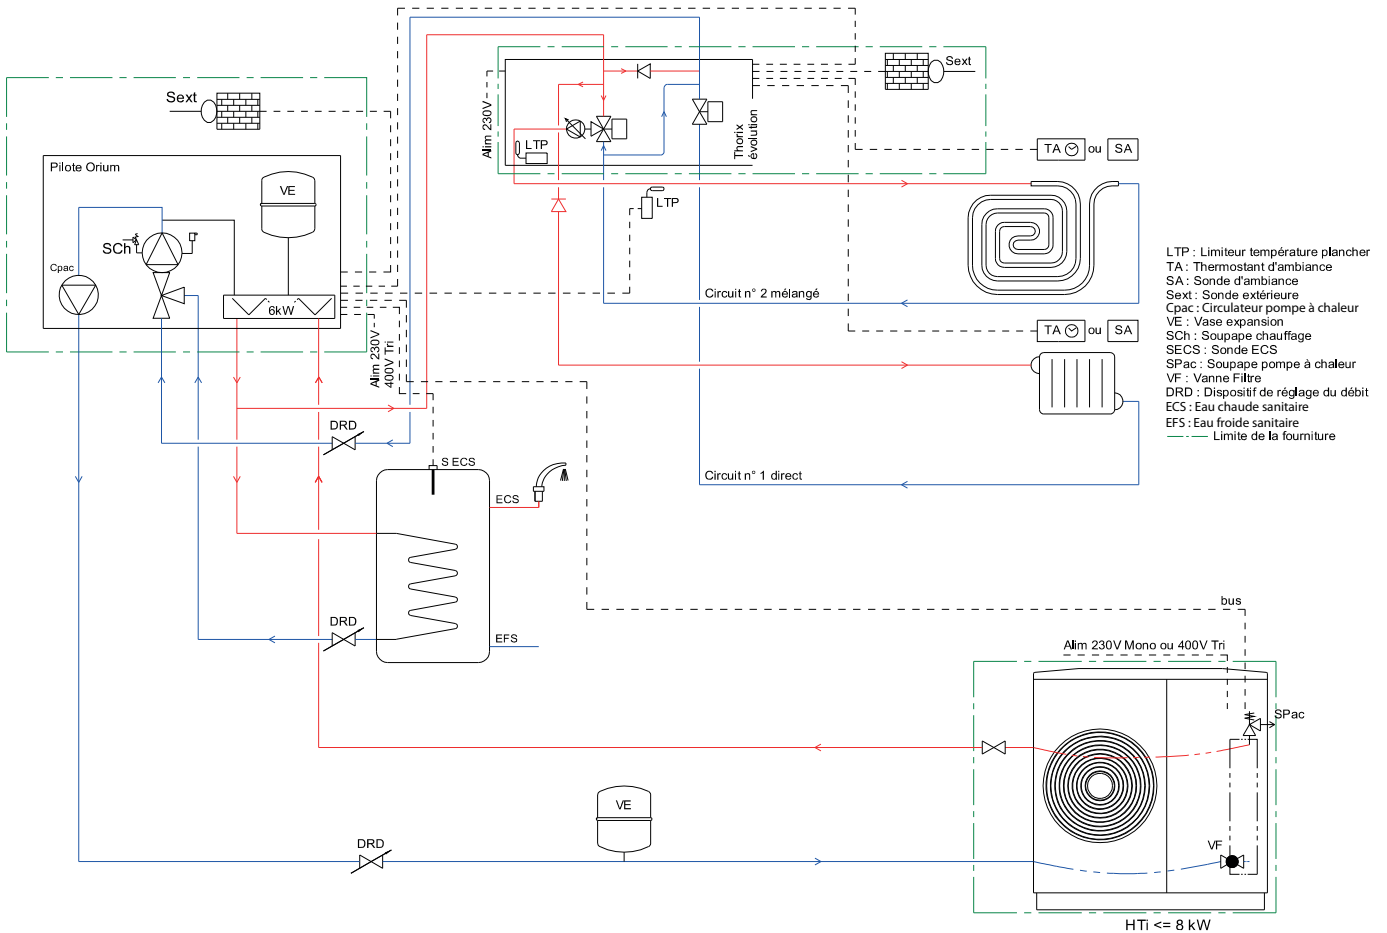 Sext
Sext
Alim 230V
LTP
Thorix
évolution
TA
ou
SA
Pilote Orium
VE
LTP
SCh
Cpac
6kW
Circuit n° 2 mélangé
Alim 230V
400V Tri
TA
ou
SA
LTP : Limiteur température plancher
TA : Thermostant d'ambiance
SA : Sonde d'ambiance
Sext : Sonde extérieure
Cpac: Circulateur pompe à chaleur
VE : Vase expansion
SCh : Soupape chauffage
SECS : Sonde ECS
SPac : Soupape pompe à chaleur
VF : Vanne Filtre
DRD : Dispositif de réglage du débit
ECS : Eau chaude sanitaire
EFS : Eau froide sanitaire
Limite de la fourniture
DRD
S ECS
Circuit n° 1 direct
ECS
DRD
EFS
bus
Alim 230V Mono ou 400V Tri
SPac
VE
DRD
VF
HTi <= 8 kW